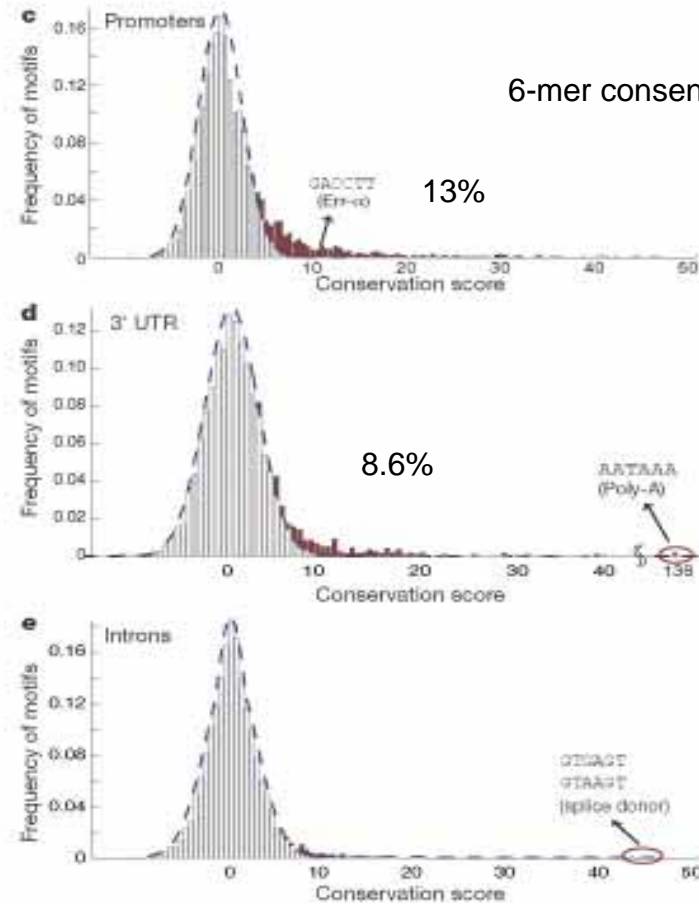 c Promoters
Frequency of motifs
0.16
0.12
0.08
0.04
0
6-mer consen
GACCTT
(Err-α)
13%
0 10 20 30 40 50
Conservation score
d 3' UTR
Frequency of motifs
0.12
0.10
0.08
0.06
0.04
0.02
0
8.6%
AATAAA
(Poly-A)
0 10 20 30 40 138
Conservation score
e Introns
Frequency of motifs
0.16
0.12
0.08
0.04
0
GTGAGT
GTAAGT
(splice donor)
0 10 20 30 40 50
Conservation score